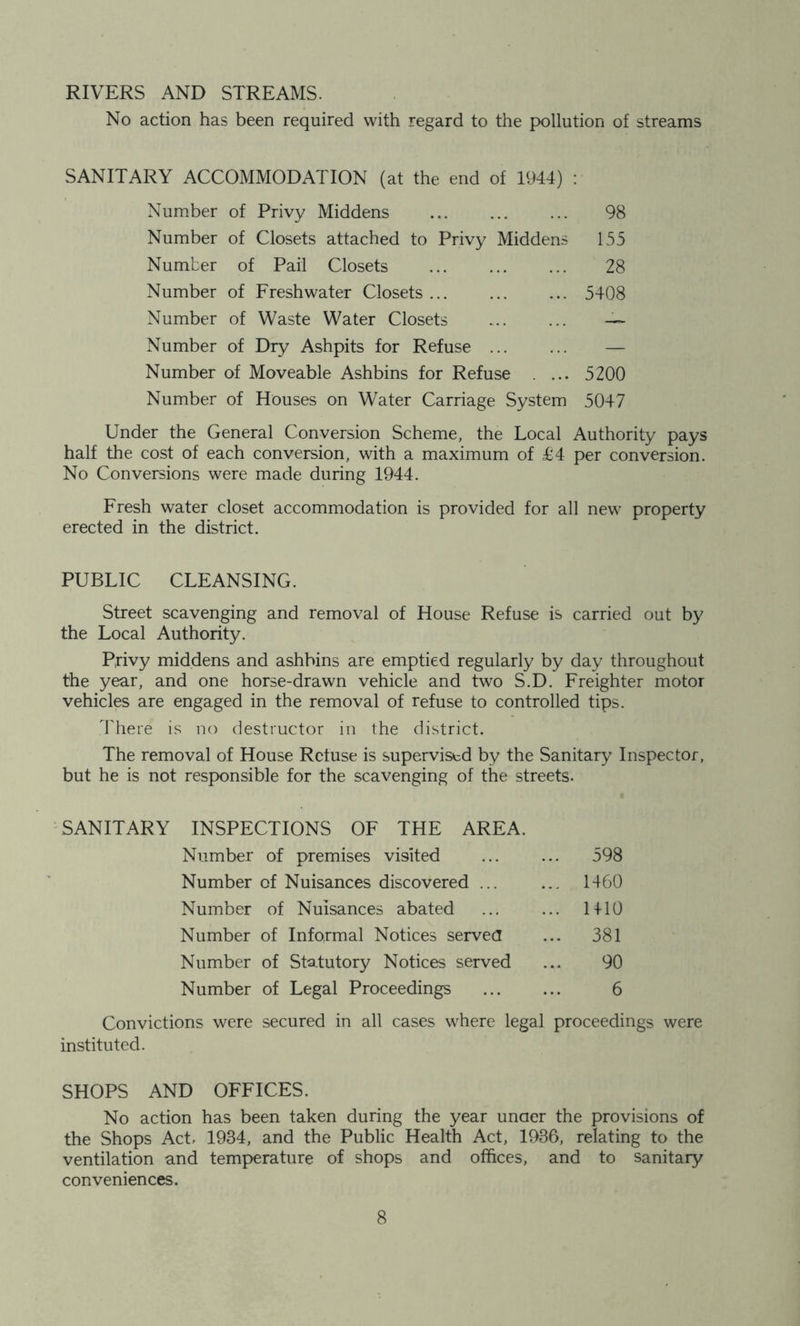 RIVERS AND STREAMS.
No action has been required with regard to the pollution of streams
SANITARY ACCOMMODATION (at the end of 1944) :
Number of Privy Middens ... ... ... 98
Number of Closets attached to Privy Middens 155
Number of Pail Closets ... ... ... 28
Number of Freshwater Closets ... ... ... 5408
Number of Waste Water Closets ... ... —
Number of Dry Ashpits for Refuse ... ... —
Number of Moveable Ashbins for Refuse . ... 5200
Number of Houses on Water Carriage System 5047
Under the General Conversion Scheme, the Local Authority pays
half the cost of each conversion, with a maximum of £4 per conversion.
No Conversions were made during 1944.
Fresh water closet accommodation is provided for all new property
erected in the district.
PUBLIC CLEANSING.
Street scavenging and removal of House Refuse is carried out by
the Local Authority.
Privy middens and ashbins are emptied regularly by day throughout
the year, and one horse-drawn vehicle and two S.D. Freighter motor
vehicles are engaged in the removal of refuse to controlled tips.
There is no destructor in the district.
The removal of House Refuse is supervised by the Sanitary Inspector,
but he is not responsible for the scavenging of the streets.
SANITARY INSPECTIONS OF THE AREA.
Number of premises visited ... ... 598
Number of Nuisances discovered ... ... 1460
Number of Nuisances abated ... ... 1410
Number of Informal Notices served ... 381
Number of Statutory Notices served ... 90
Number of Legal Proceedings ... ... 6
Convictions were secured in all cases where legal proceedings were
instituted.
SHOPS AND OFFICES.
No action has been taken during the year under the provisions of
the Shops Act, 1934, and the Public Health Act, 1936, relating to the
ventilation and temperature of shops and offices, and to sanitary
conveniences.
8